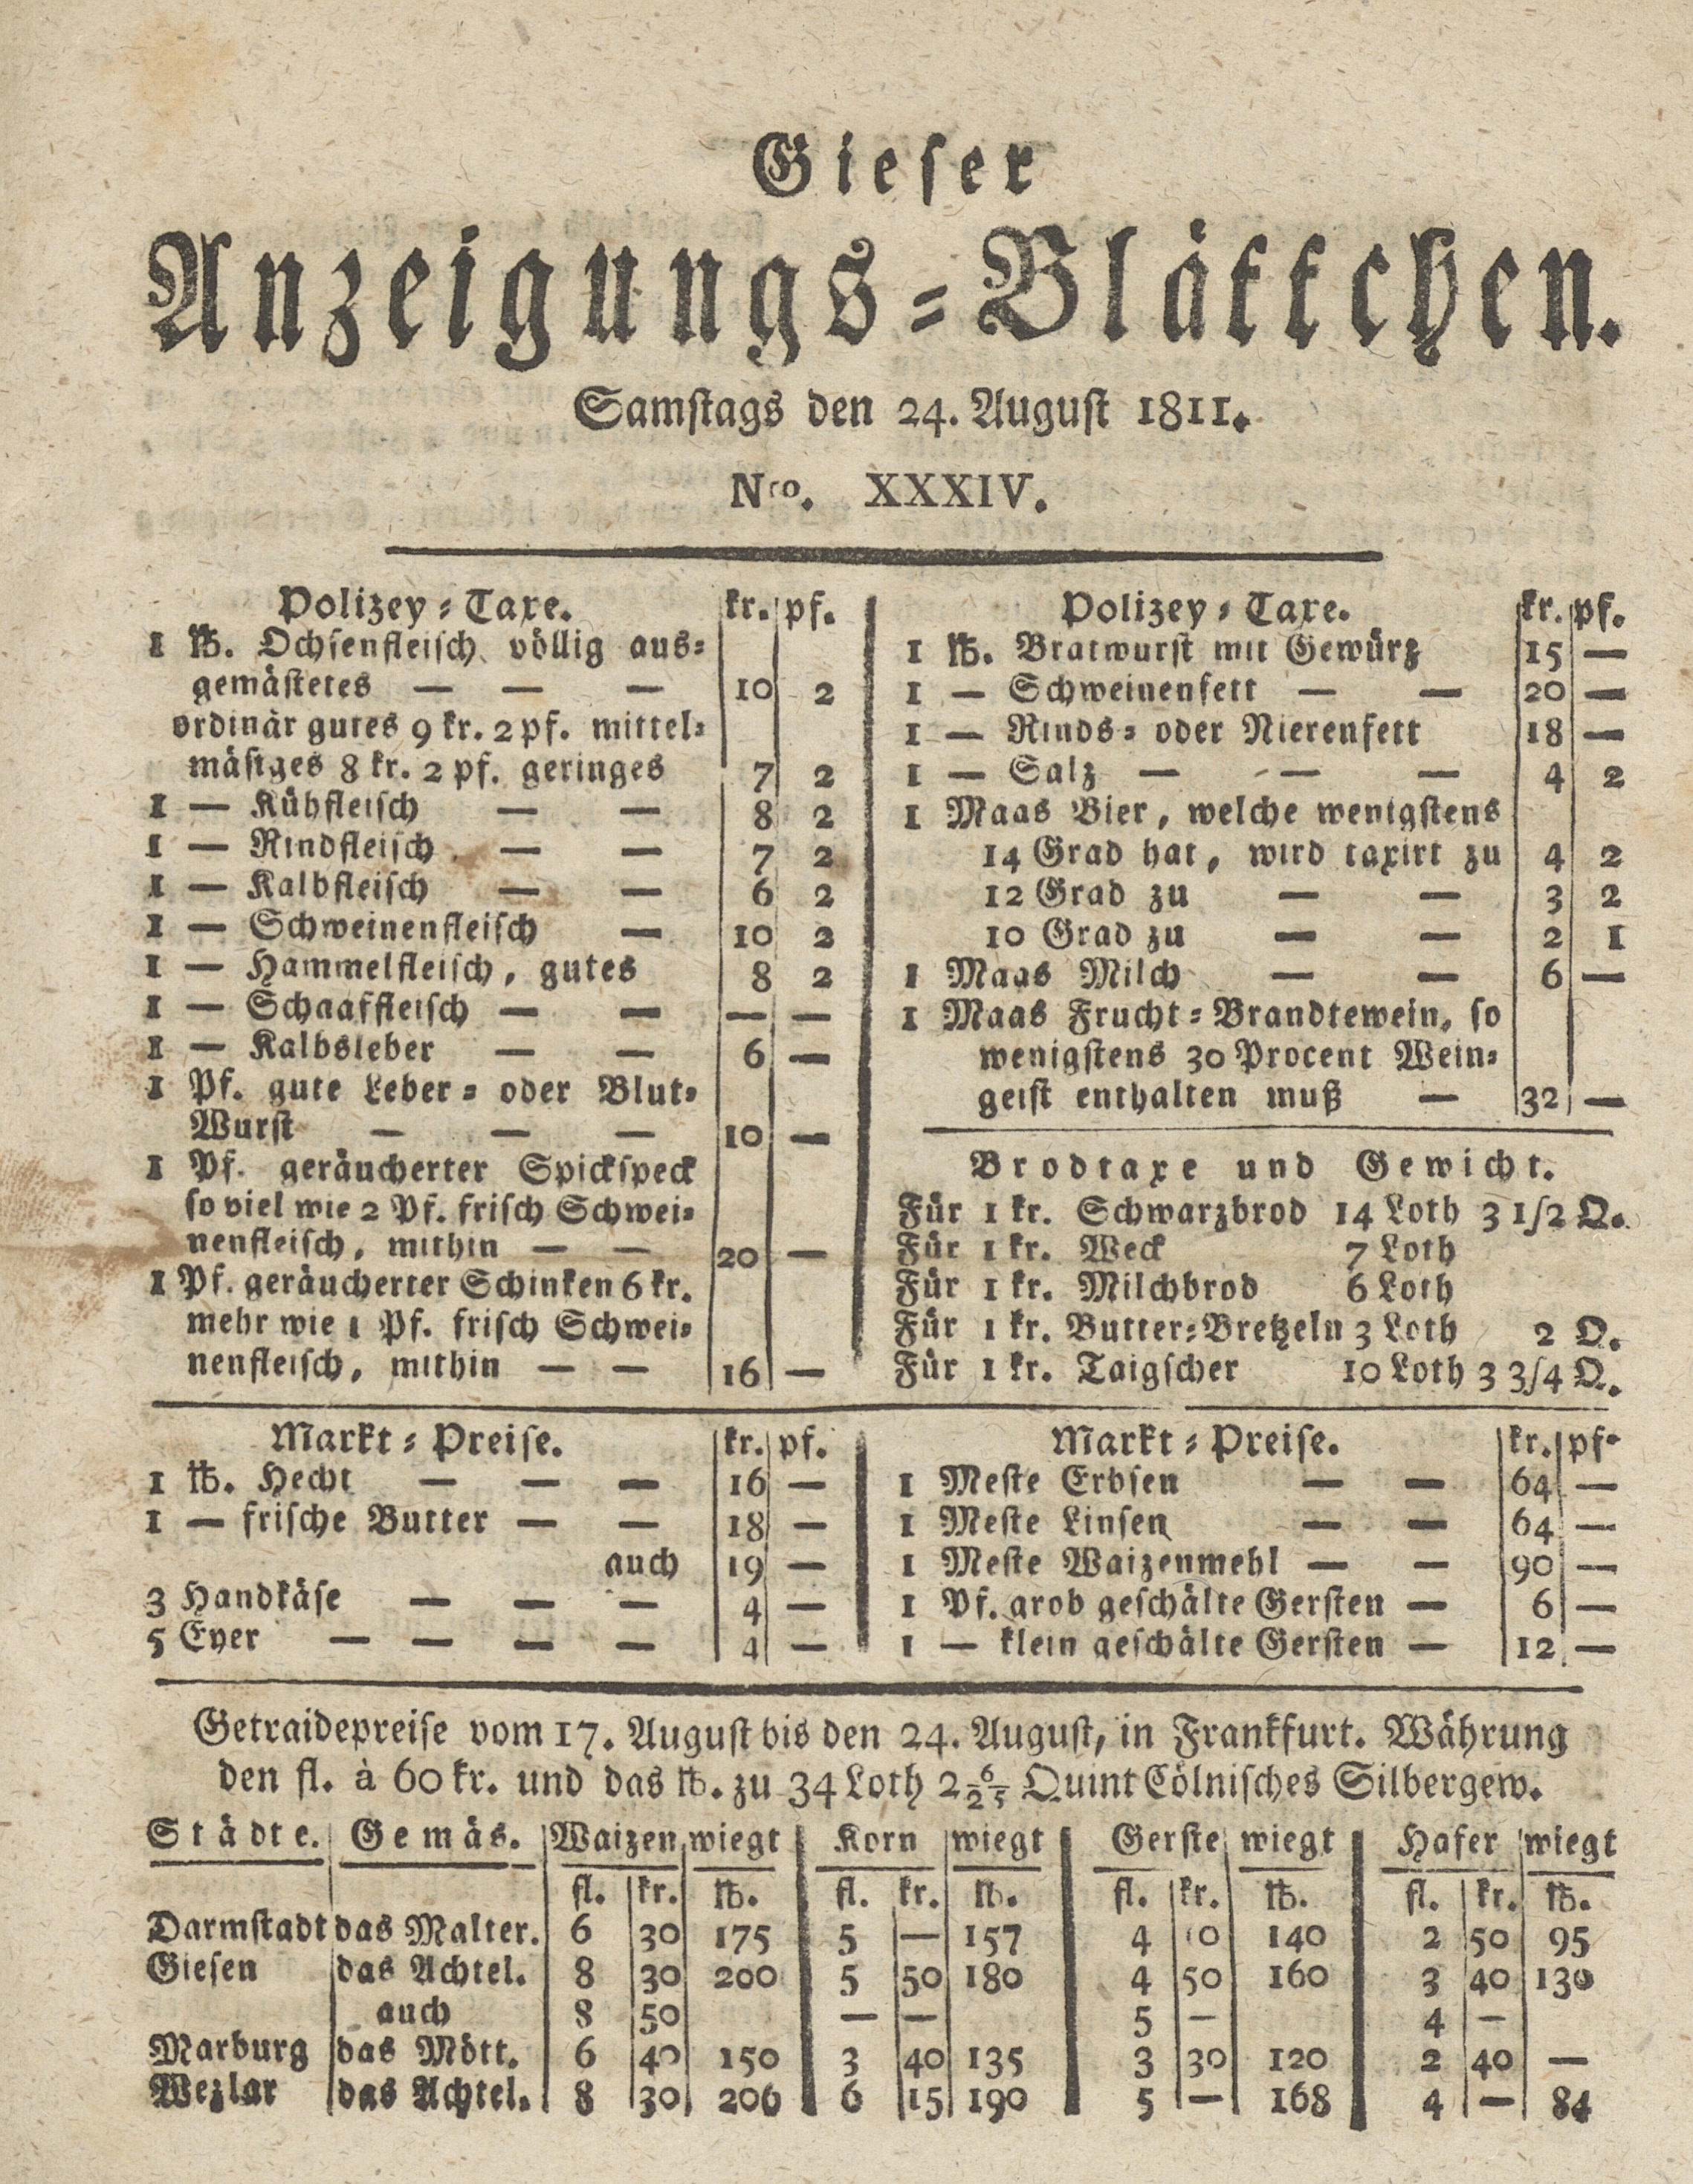 Gieser
Anzeigungs-Blättchen.
Samstags den 24. August 1811.
Nro. XXXIV.
Polizey-Taxe. kr. pf.
1 ℔. Ochsenfleisch völlig aus-
gemästetes — — — 10 2
ordinär gutes 9 kr. 2 pf. mittel-
mäsiges 8 kr. 2 pf. geringes 7 2
1 — Kühfleisch — — 8 2
1 — Rindfleisch — — 7 2
1 — Kalbfleisch — — 6 2
1 — Schweinenfleisch — 10 2
1 — Hammelfleisch, gutes 8 2
1 — Schaaffleisch — — — —
1 — Kalbsleber — — 6 —
1 Pf. gute Leber- oder Blut-
Wurst — — — 10 —
1 Pf. geräucherter Spickspeck
so viel wie 2 Pf. frisch Schwei-
nenfleisch, mithin — — 20 —
1 Pf. geräucherter Schinken 6 kr.
mehr wie 1 Pf. frisch Schwei-
nenfleisch, mithin — — 16 —
Polizey-Taxe. kr. pf.
1 ℔. Bratwurst mit Gewürz 15 —
1 — Schweinenfett — — 20 —
1 — Rinds- oder Nierenfett 18 —
1 — Salz — — — 4 2
1 Maas Bier, welche wenigstens
14 Grad hat, wird taxirt zu 4 2
12 Grad zu — — 3 2
10 Grad zu — — 2 1
1 Maas Milch — — 6 —
1 Maas Frucht-Brandtewein, so
wenigstens 30 Procent Wein-
geist enthalten muß — 32 —
Brodtaxe und Gewicht.
Für 1 kr. Schwarzbrod 14 Loth 3 1/2 Q.
Für 1 kr. Weck 7 Loth
Für 1 kr. Milchbrod 6 Loth
Für 1 kr. Butter-Bretzeln 3 Loth 2 Q.
Für 1 kr. Taigscher 10 Loth 3 3/4 Q.
Markt-Preise. kr. pf.
1 ℔. Hecht — — — 16 —
1 — frische Butter — — 18 —
auch 19 —
3 Handkäse — — — 4 —
5 Eyer — — — — 4 —
Markt-Preise. kr. pf.
1 Meste Erbsen — — 64 —
1 Meste Linsen — — 64 —
1 Meste Waizenmehl — — 90 —
1 Pf. grob geschälte Gersten — 6 —
1 — klein geschälte Gersten — 12 —
Getraidepreise vom 17. August bis den 24. August, in Frankfurt. Währung
den fl. à 60 kr. und das ℔. zu 34 Loth 2 6/25 Quint Cölnisches Silbergew.
Städte. Gemäs. Waizen wiegt Korn wiegt Gerste wiegt Hafer wiegt
fl. kr. ℔. fl. kr. ℔. fl. kr. ℔. fl. kr. ℔.
Darmstadt das Malter. 6 30 175 5 — 157 4 10 140 2 50 95
Giesen das Achtel. 8 30 200 5 50 180 4 50 160 3 40 130
auch 8 50 — — 5 — 4 —
Marburg das Mött. 6 40 150 3 40 135 3 30 120 2 40 —
Wezlar das Achtel. 8 30 206 6 15 190 5 — 168 4 — 84